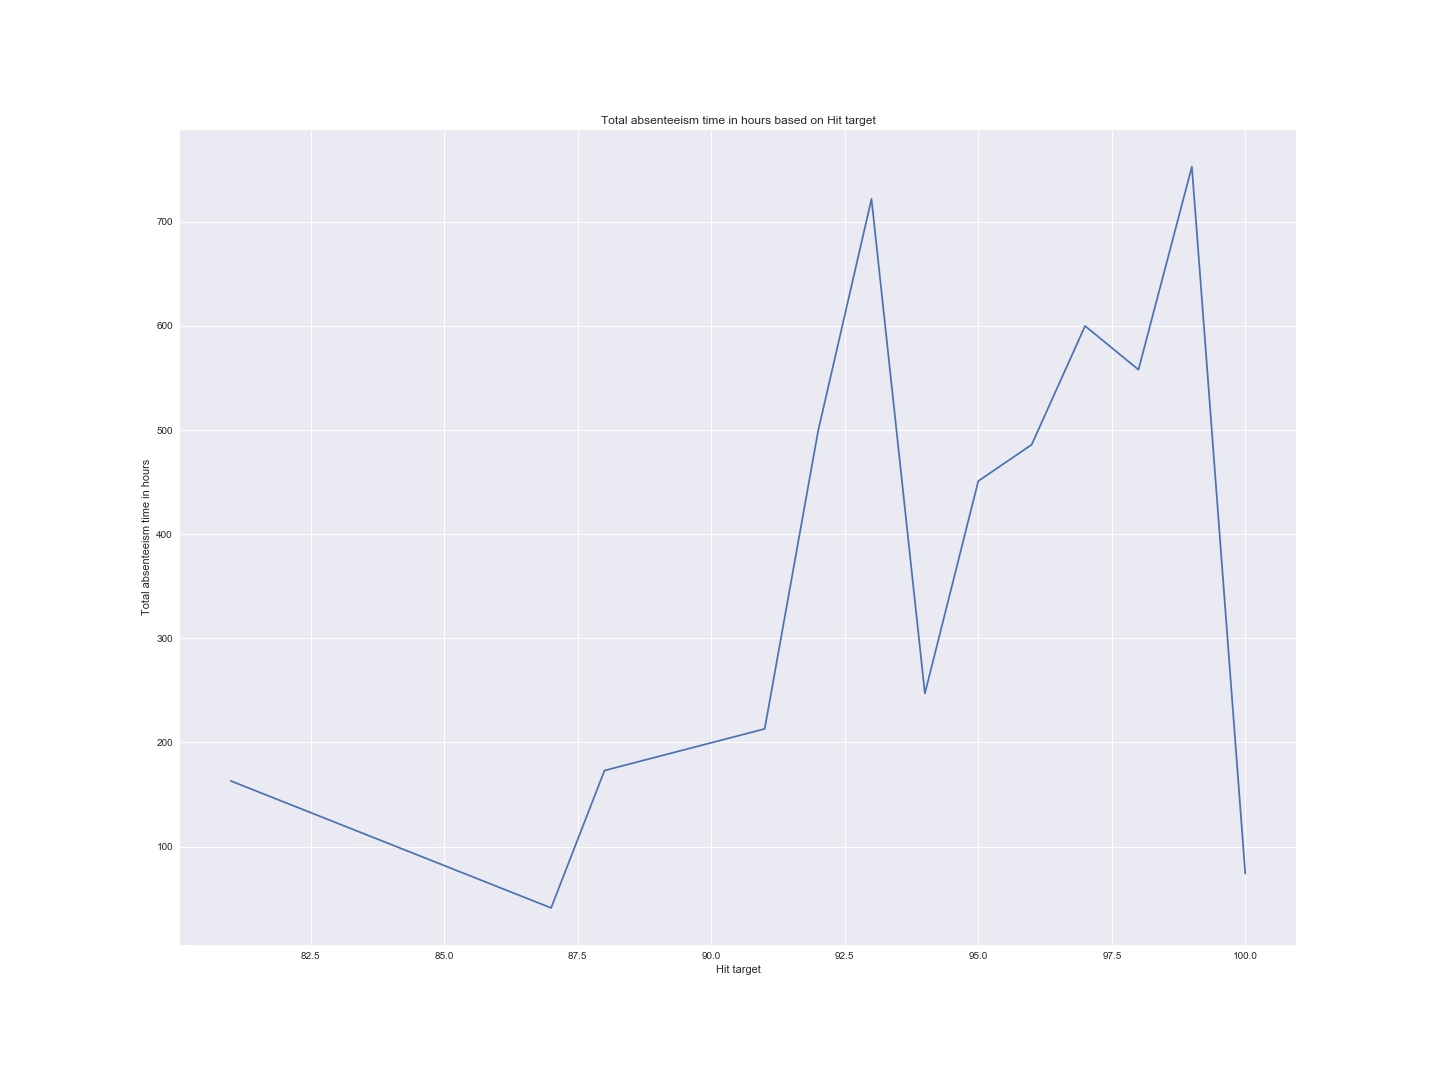 Total absenteeism time in hours based on Hit target
Total absenteeism time in hours
700
600
500
400
300
200
100
82.5 85.0 87.5 90.0 92.5 95.0 97.5 100.0
Hit target